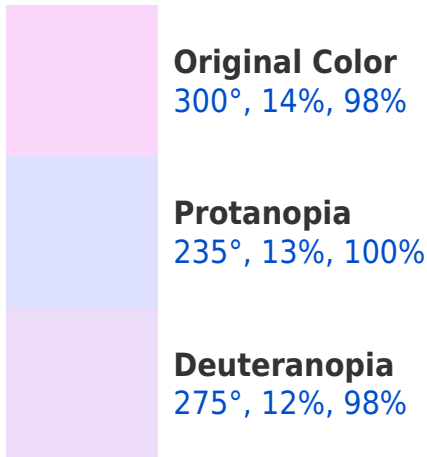 Original Color
300°, 14%, 98%
Protanopia
235°, 13%, 100%
Deuteranopia
275°, 12%, 98%